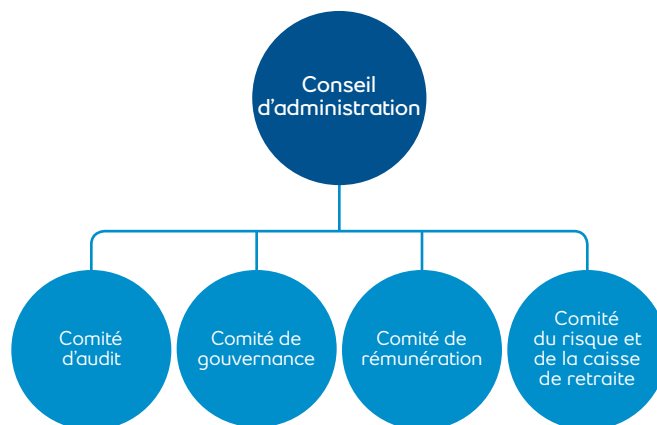 Conseil
d'administration
Comité
d'audit
Comité de
gouvernance
Comité de
rémunération
Comité
du risque et
de la caisse
de retraite